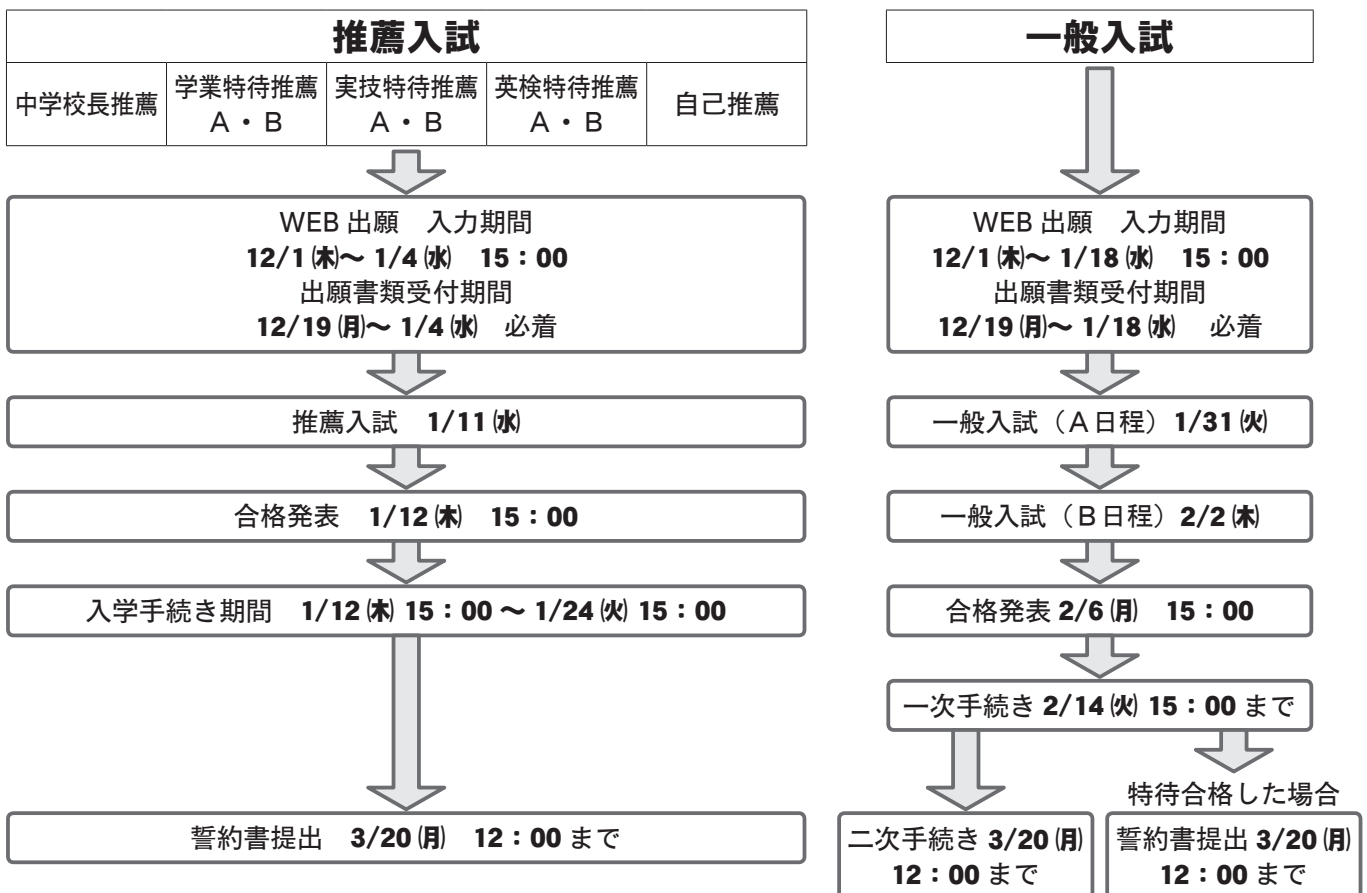 推薦入試
中学校長推薦
学業特待推薦
A・B
実技特待推薦
A・B
英検特待推薦
A・B
自己推薦
WEB 出願　入力期間
12/1㈭～ 1/4㈬　15：00
出願書類受付期間
12/19㈪～ 1/4㈬　必着
推薦入試　1/11㈬
合格発表　1/12㈭　15：00
入学手続き期間　1/12㈭ 15：00 ～ 1/24㈫ 15：00
誓約書提出　3/20㈪　12：00 まで
一般入試
WEB 出願　入力期間
12/1㈭～ 1/18㈬　15：00
出願書類受付期間
12/19㈪～ 1/18㈬　必着
一般入試（A日程）1/31㈫
一般入試（B日程）2/2㈭
合格発表 2/6㈪　15：00
一次手続き 2/14㈫ 15：00 まで
二次手続き 3/20㈪
12：00 まで
特待合格した場合
誓約書提出 3/20㈪
12：00 まで